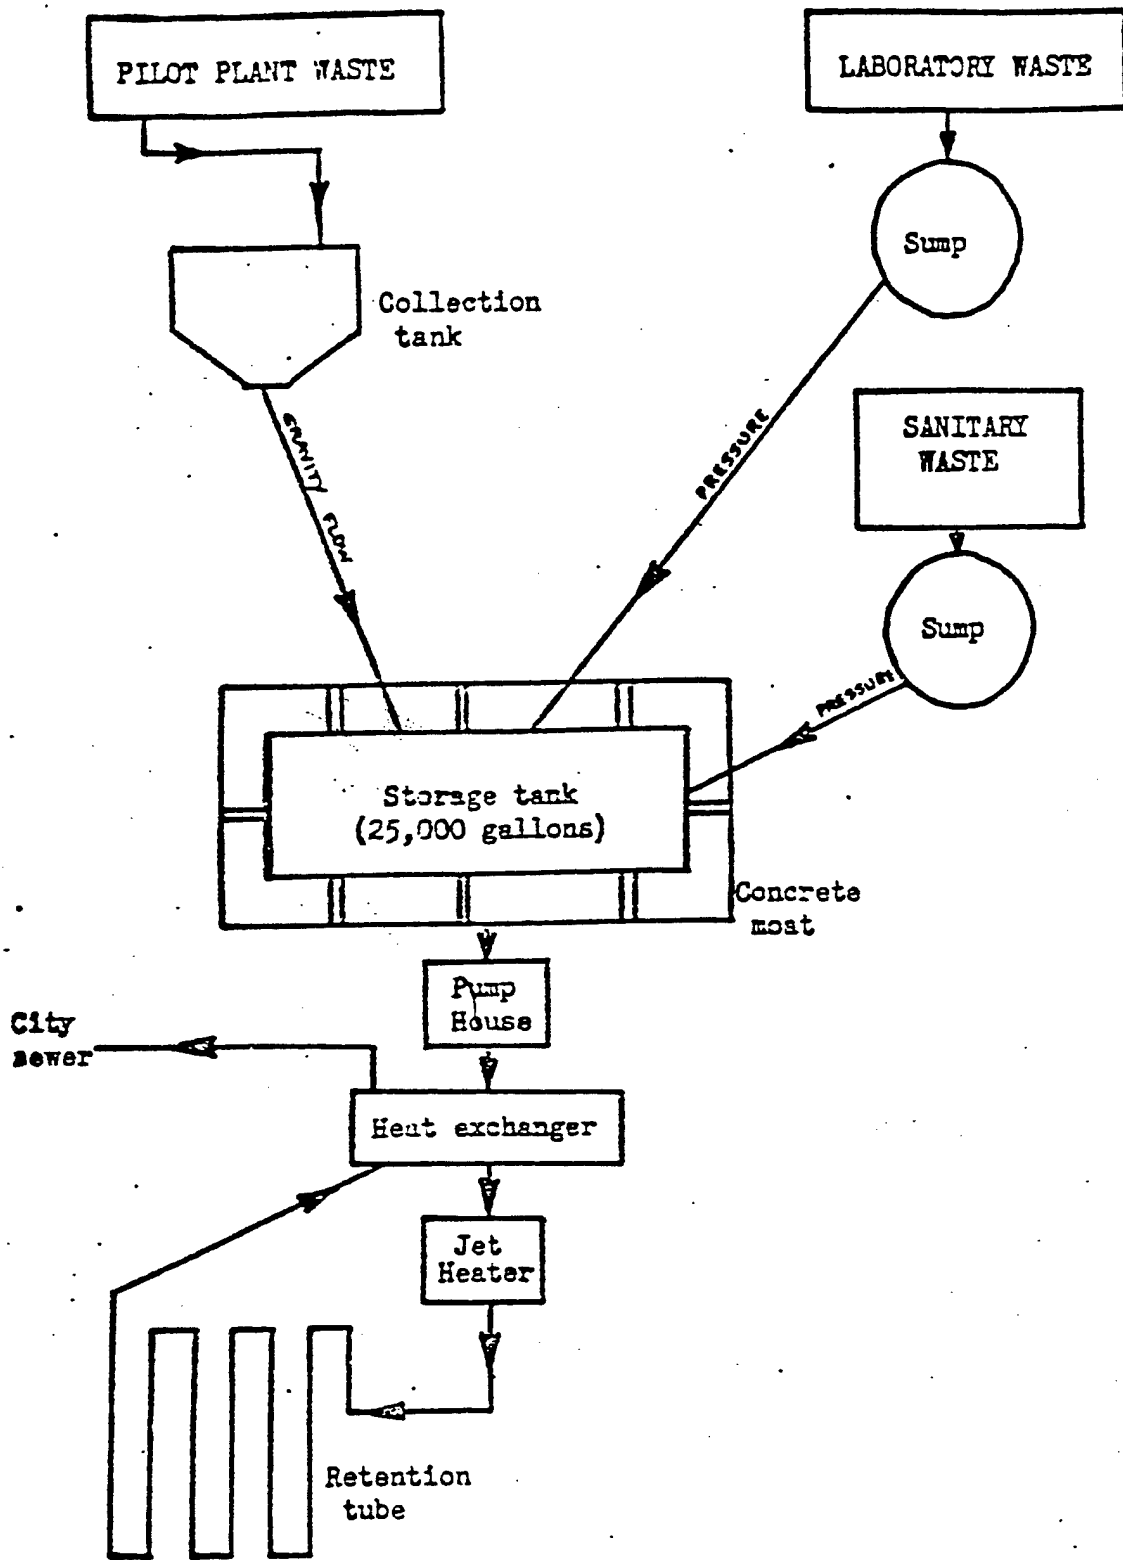 PILOT PLANT WASTE
LABORATORY WASTE
Sump
Collection
tank
GRAVITY FLOW
PRESSURE
SANITARY
WASTE
Sump
PRESSURE
Storage tank
(25,000 gallons)
Concrete
moat
Pump
House
City
sewer
Heat exchanger
Jet
Heater
Retention
tube